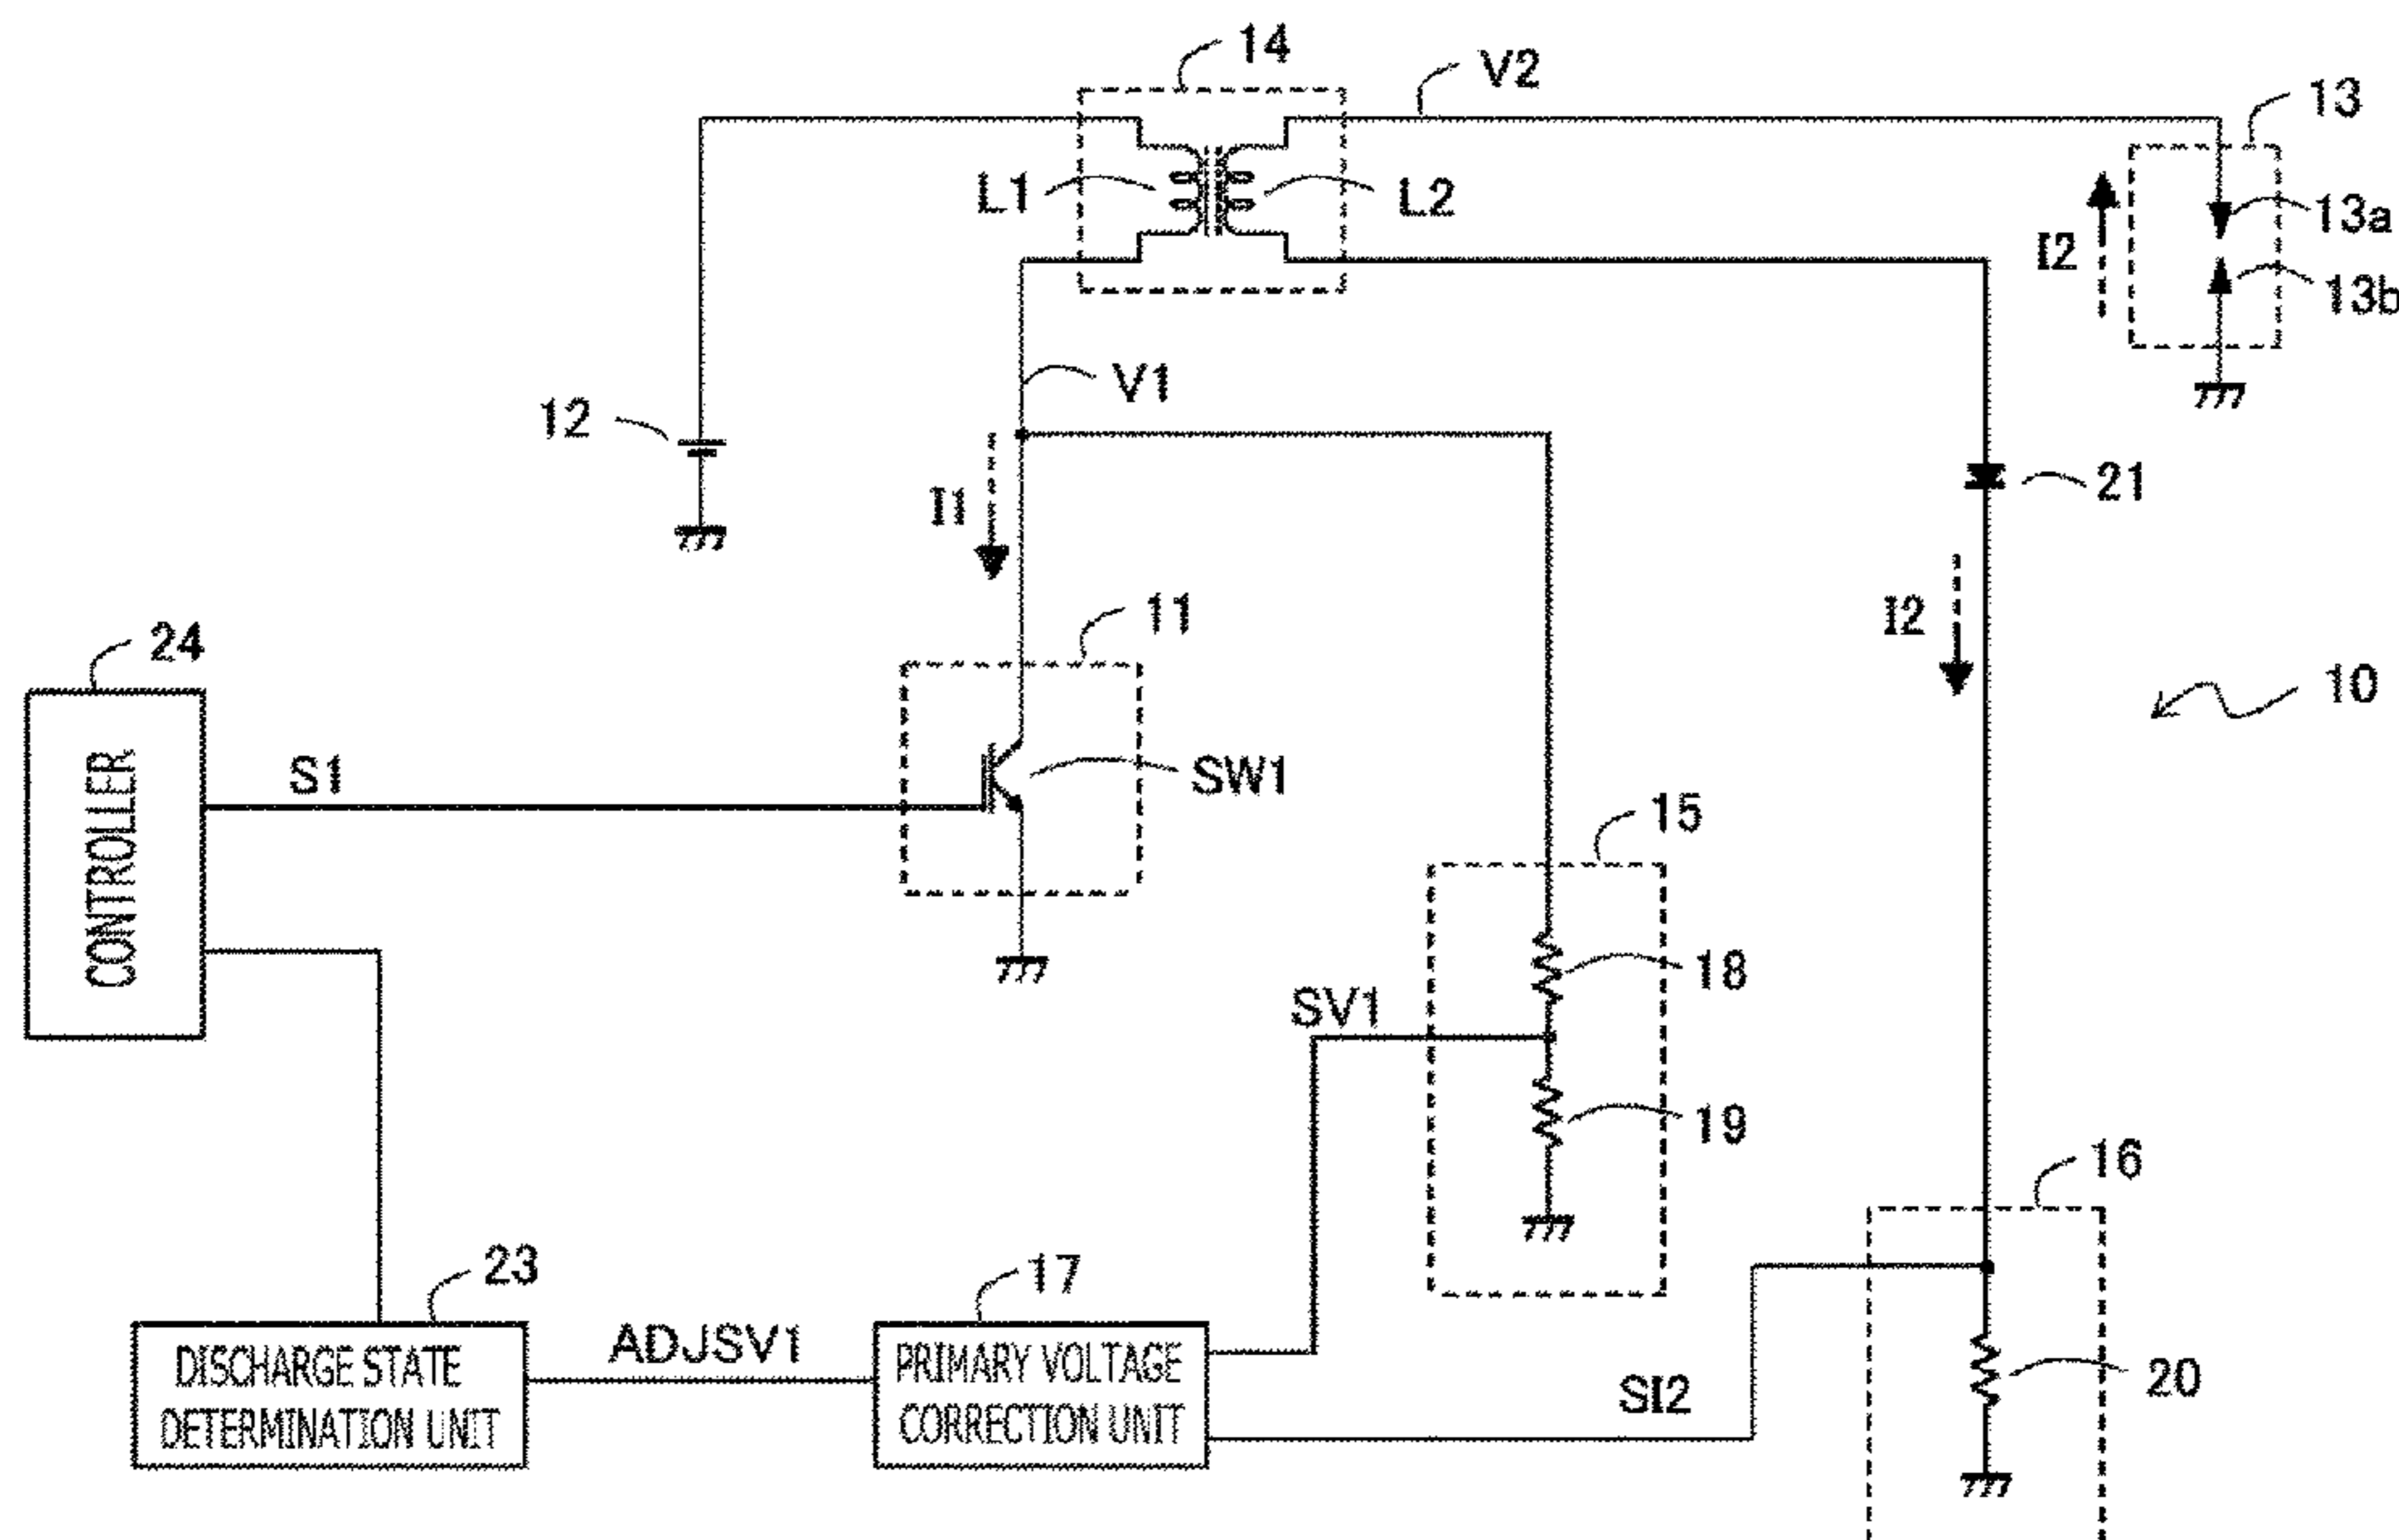 14
V2
13
L1
L2
13a
I2
13b
V1
12
I1
21
11
I2
24
10
CONTROLLER
S1
SW1
15
18
SV1
19
16
23
17
DISCHARGE STATE
DETERMINATION UNIT
ADJSV1
PRIMARY VOLTAGE
CORRECTION UNIT
SI2
20